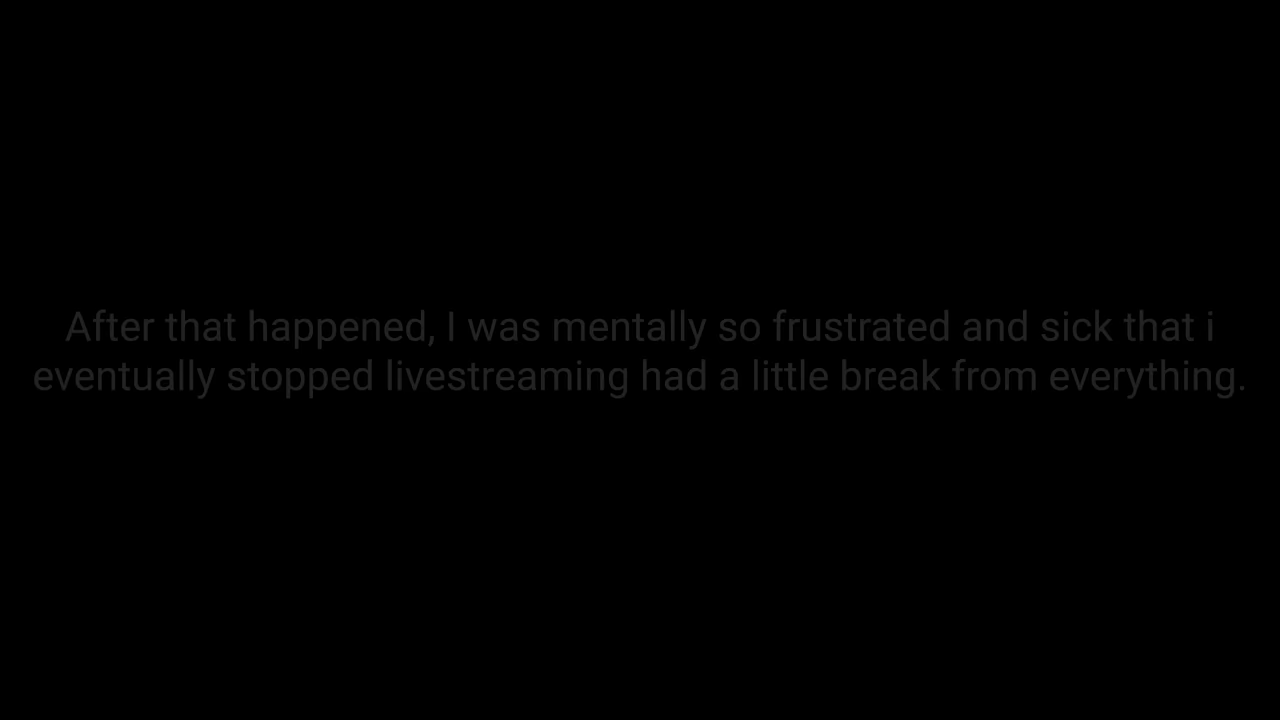 After that happened, I was mentally so frustrated and sick that i
eventually stopped livestreaming had a little break from everything.